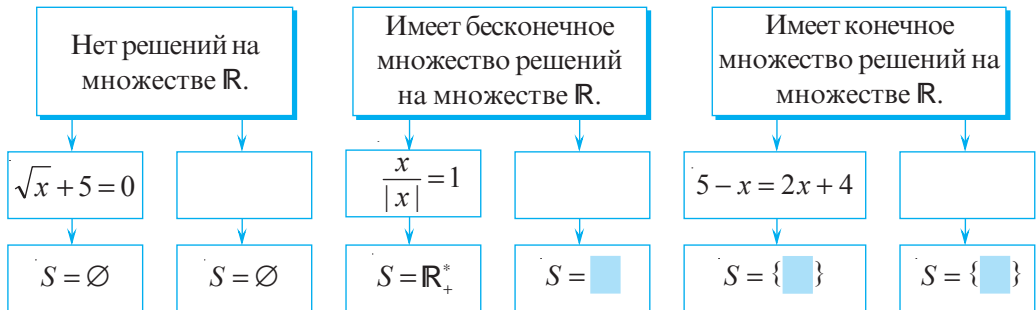 Нет решений на
множестве ℝ.
Имеет бесконечное
множество решений
на множестве ℝ.
Имеет конечное
множество решений на
множестве ℝ.
√x + 5 = 0
x/|x| = 1
5 − x = 2x + 4
S = ∅
S = ∅
S = ℝ*₊
S =
S = { }
S = { }